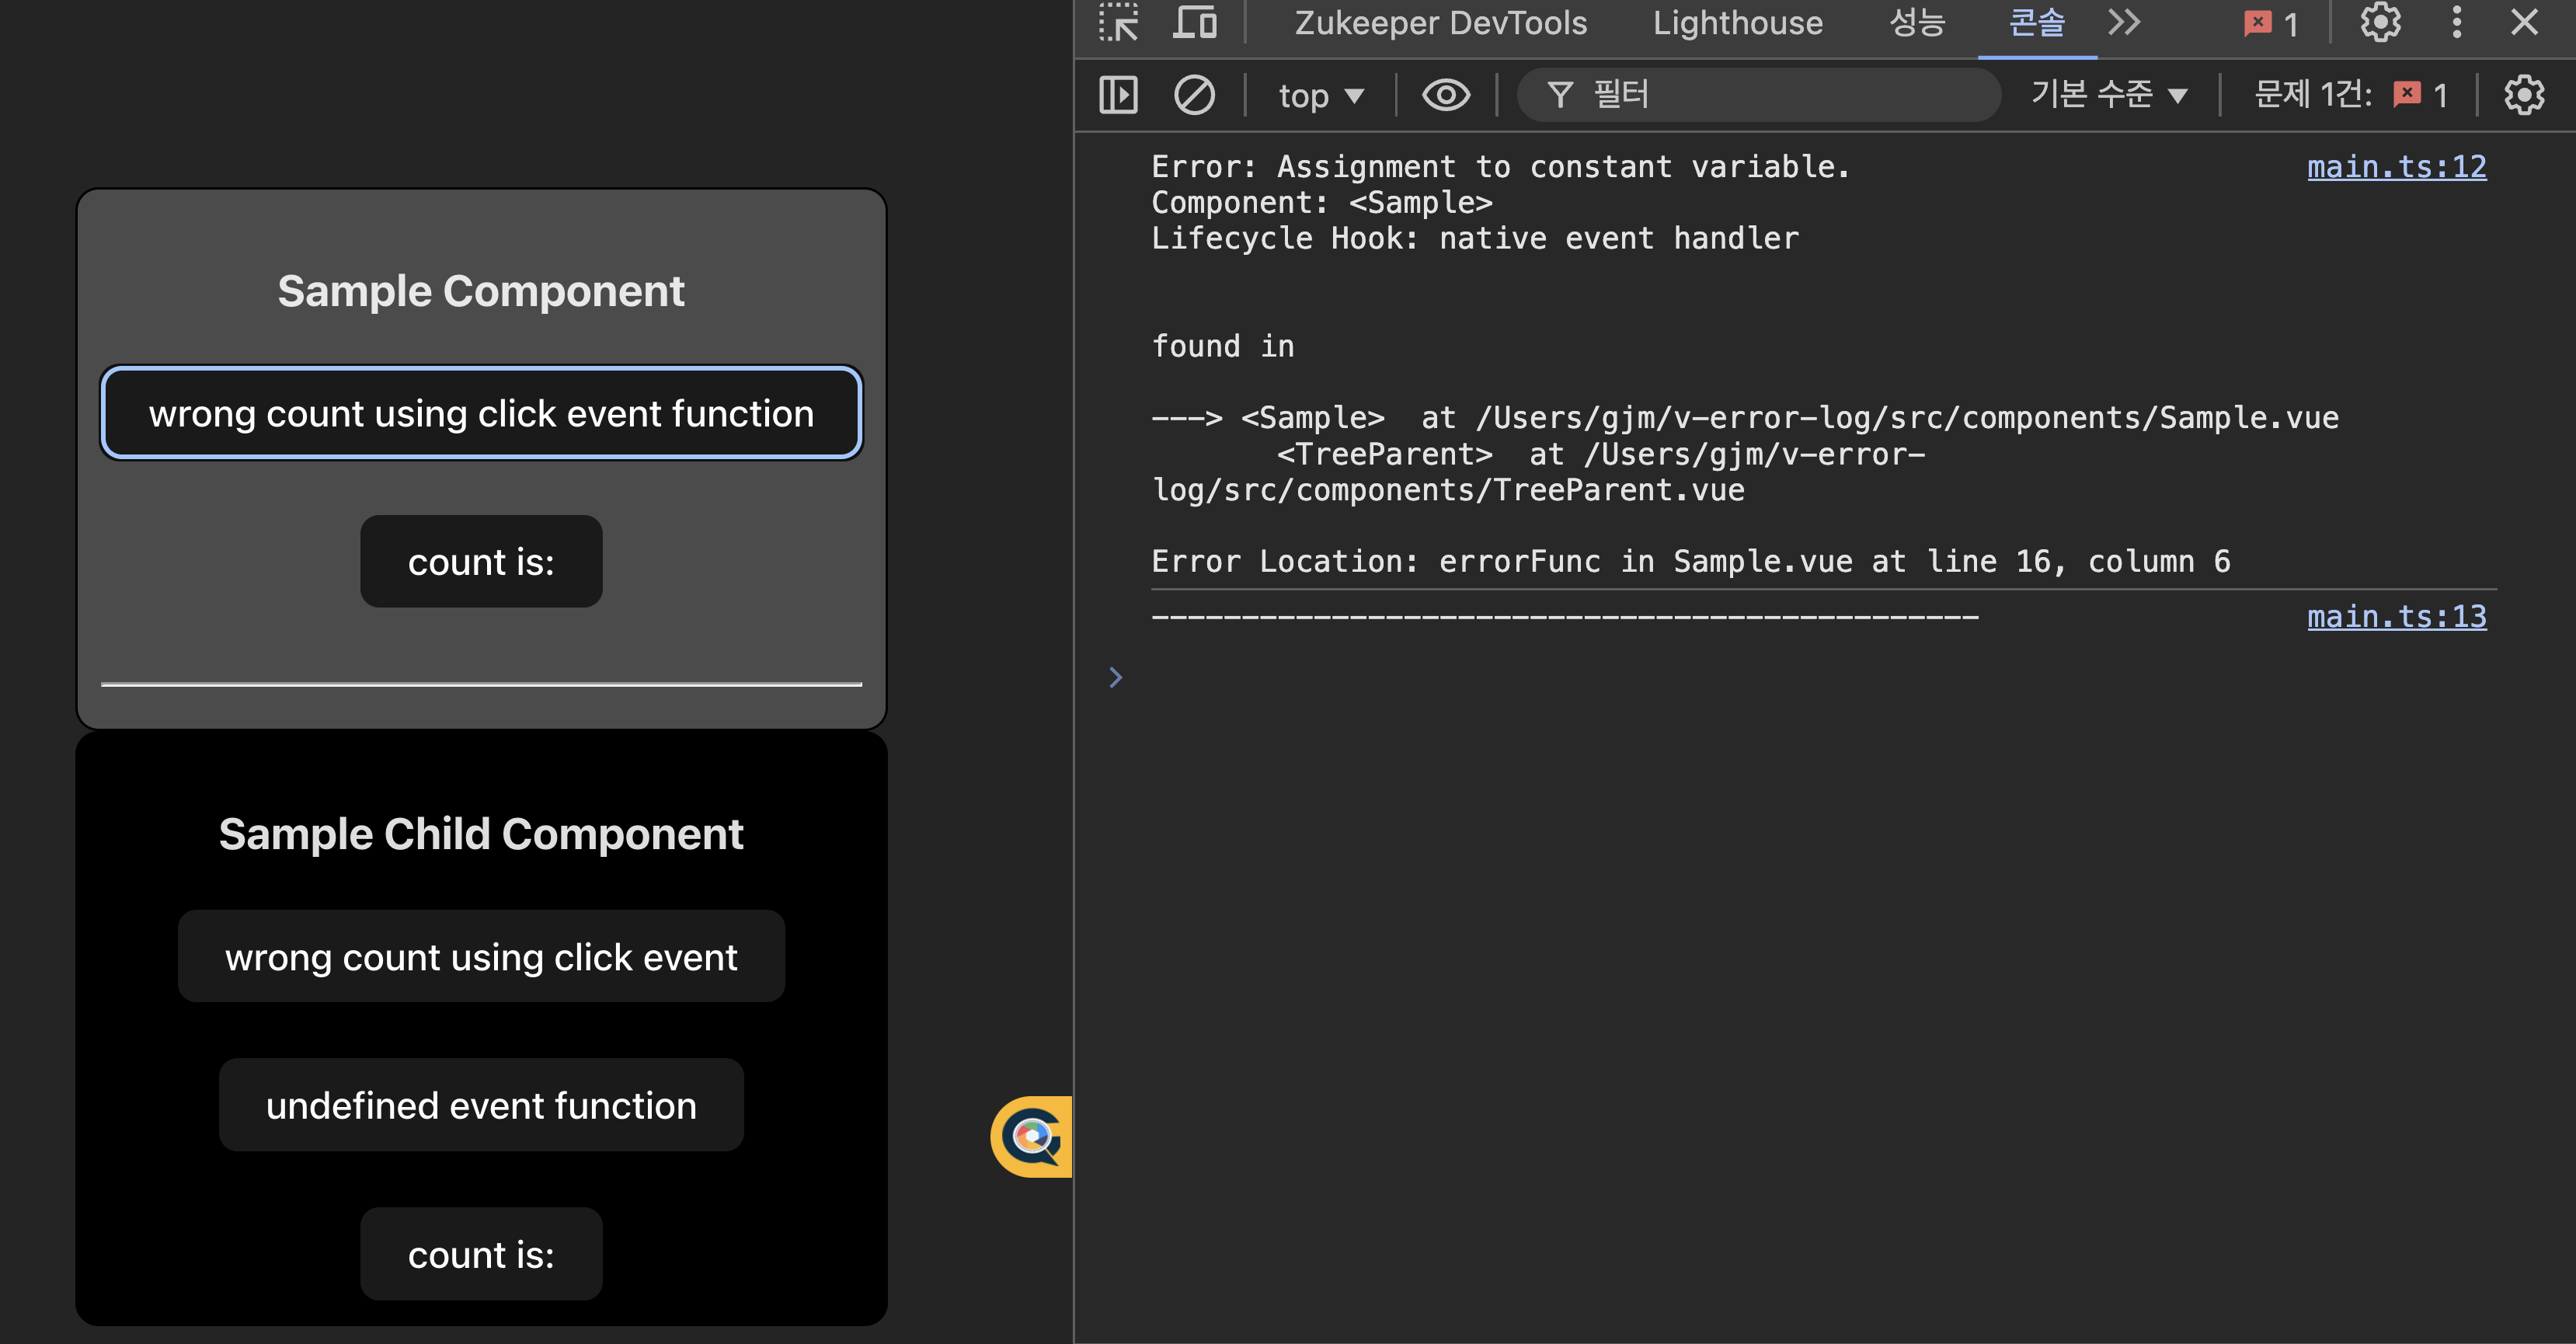 Sample Component
wrong count using click event function
count is:
Sample Child Component
wrong count using click event
undefined event function
count is:
Zukeeper DevTools Lighthouse 성능 콘솔 1
top 필터 기본 수준 문제 1건: 1
Error: Assignment to constant variable. main.ts:12
Component: <Sample>
Lifecycle Hook: native event handler
found in
---> <Sample>  at /Users/gjm/v-error-log/src/components/Sample.vue
<TreeParent>  at /Users/gjm/v-error-
log/src/components/TreeParent.vue
Error Location: errorFunc in Sample.vue at line 16, column 6
---------------------------------------------- main.ts:13